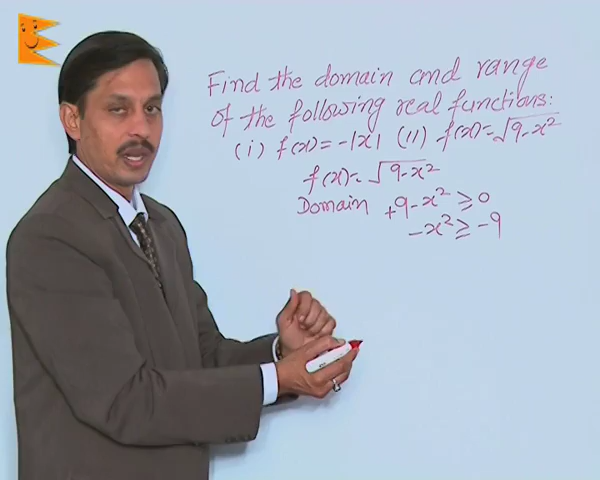 Find the domain and range
of the following real functions:
(i) f(x) = -|x| (ii) f(x) = √9-x²
f(x) = √9-x²
Domain +9-x² ≥ 0
-x² ≥ -9